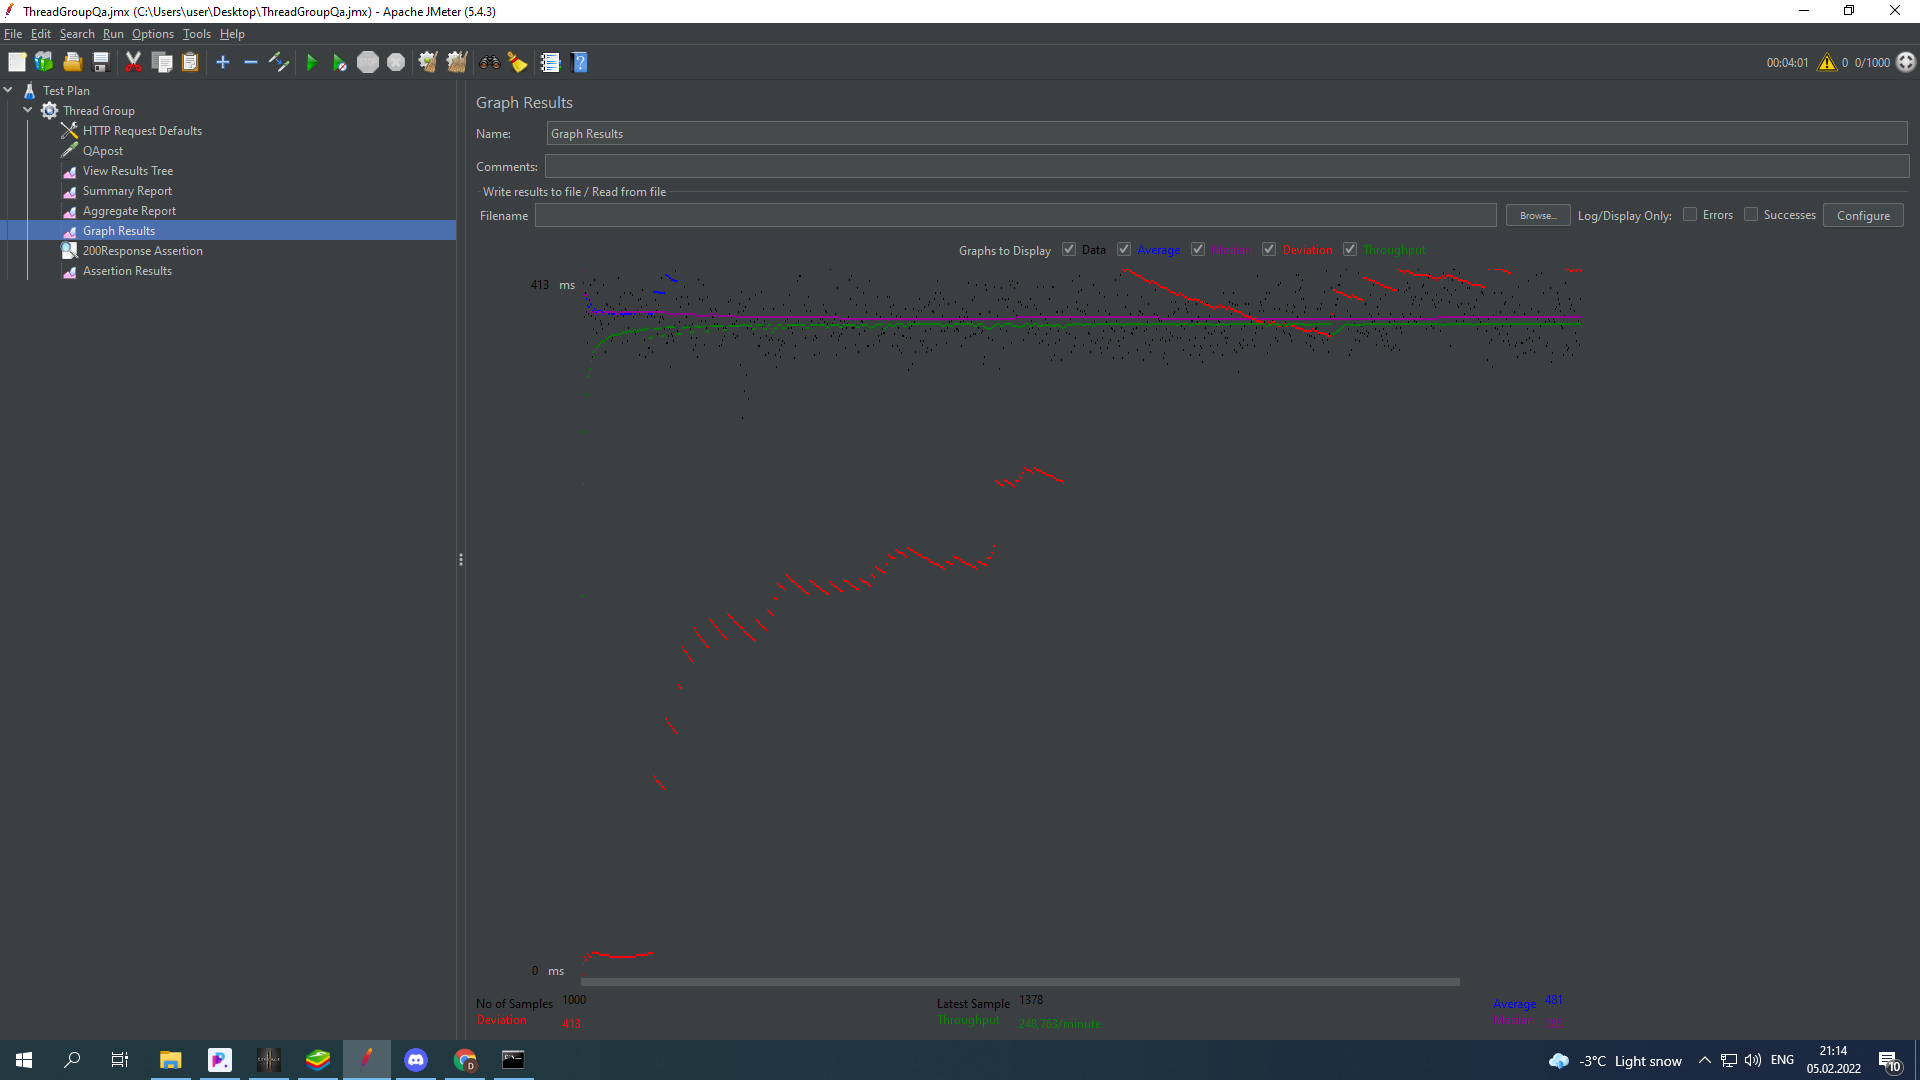 ThreadGroupQa.jmx (C:\Users\user\Desktop\ThreadGroupQa.jmx) - Apache JMeter (5.4.3)
File Edit Search Run Options Tools Help
00:04:01 0 0/1000
Test Plan
Thread Group
HTTP Request Defaults
QApost
View Results Tree
Summary Report
Aggregate Report
Graph Results
200Response Assertion
Assertion Results
Graph Results
Name: Graph Results
Comments:
Write results to file / Read from file
Filename Browse... Log/Display Only: Errors Successes Configure
Graphs to Display Data Average Median Deviation Throughput
413 ms
0 ms
No of Samples 1000 Latest Sample 1378 Average 481
Deviation 413 Throughput 248,763/minute Median
-3°C Light snow ENG 21:14
05.02.2022
10